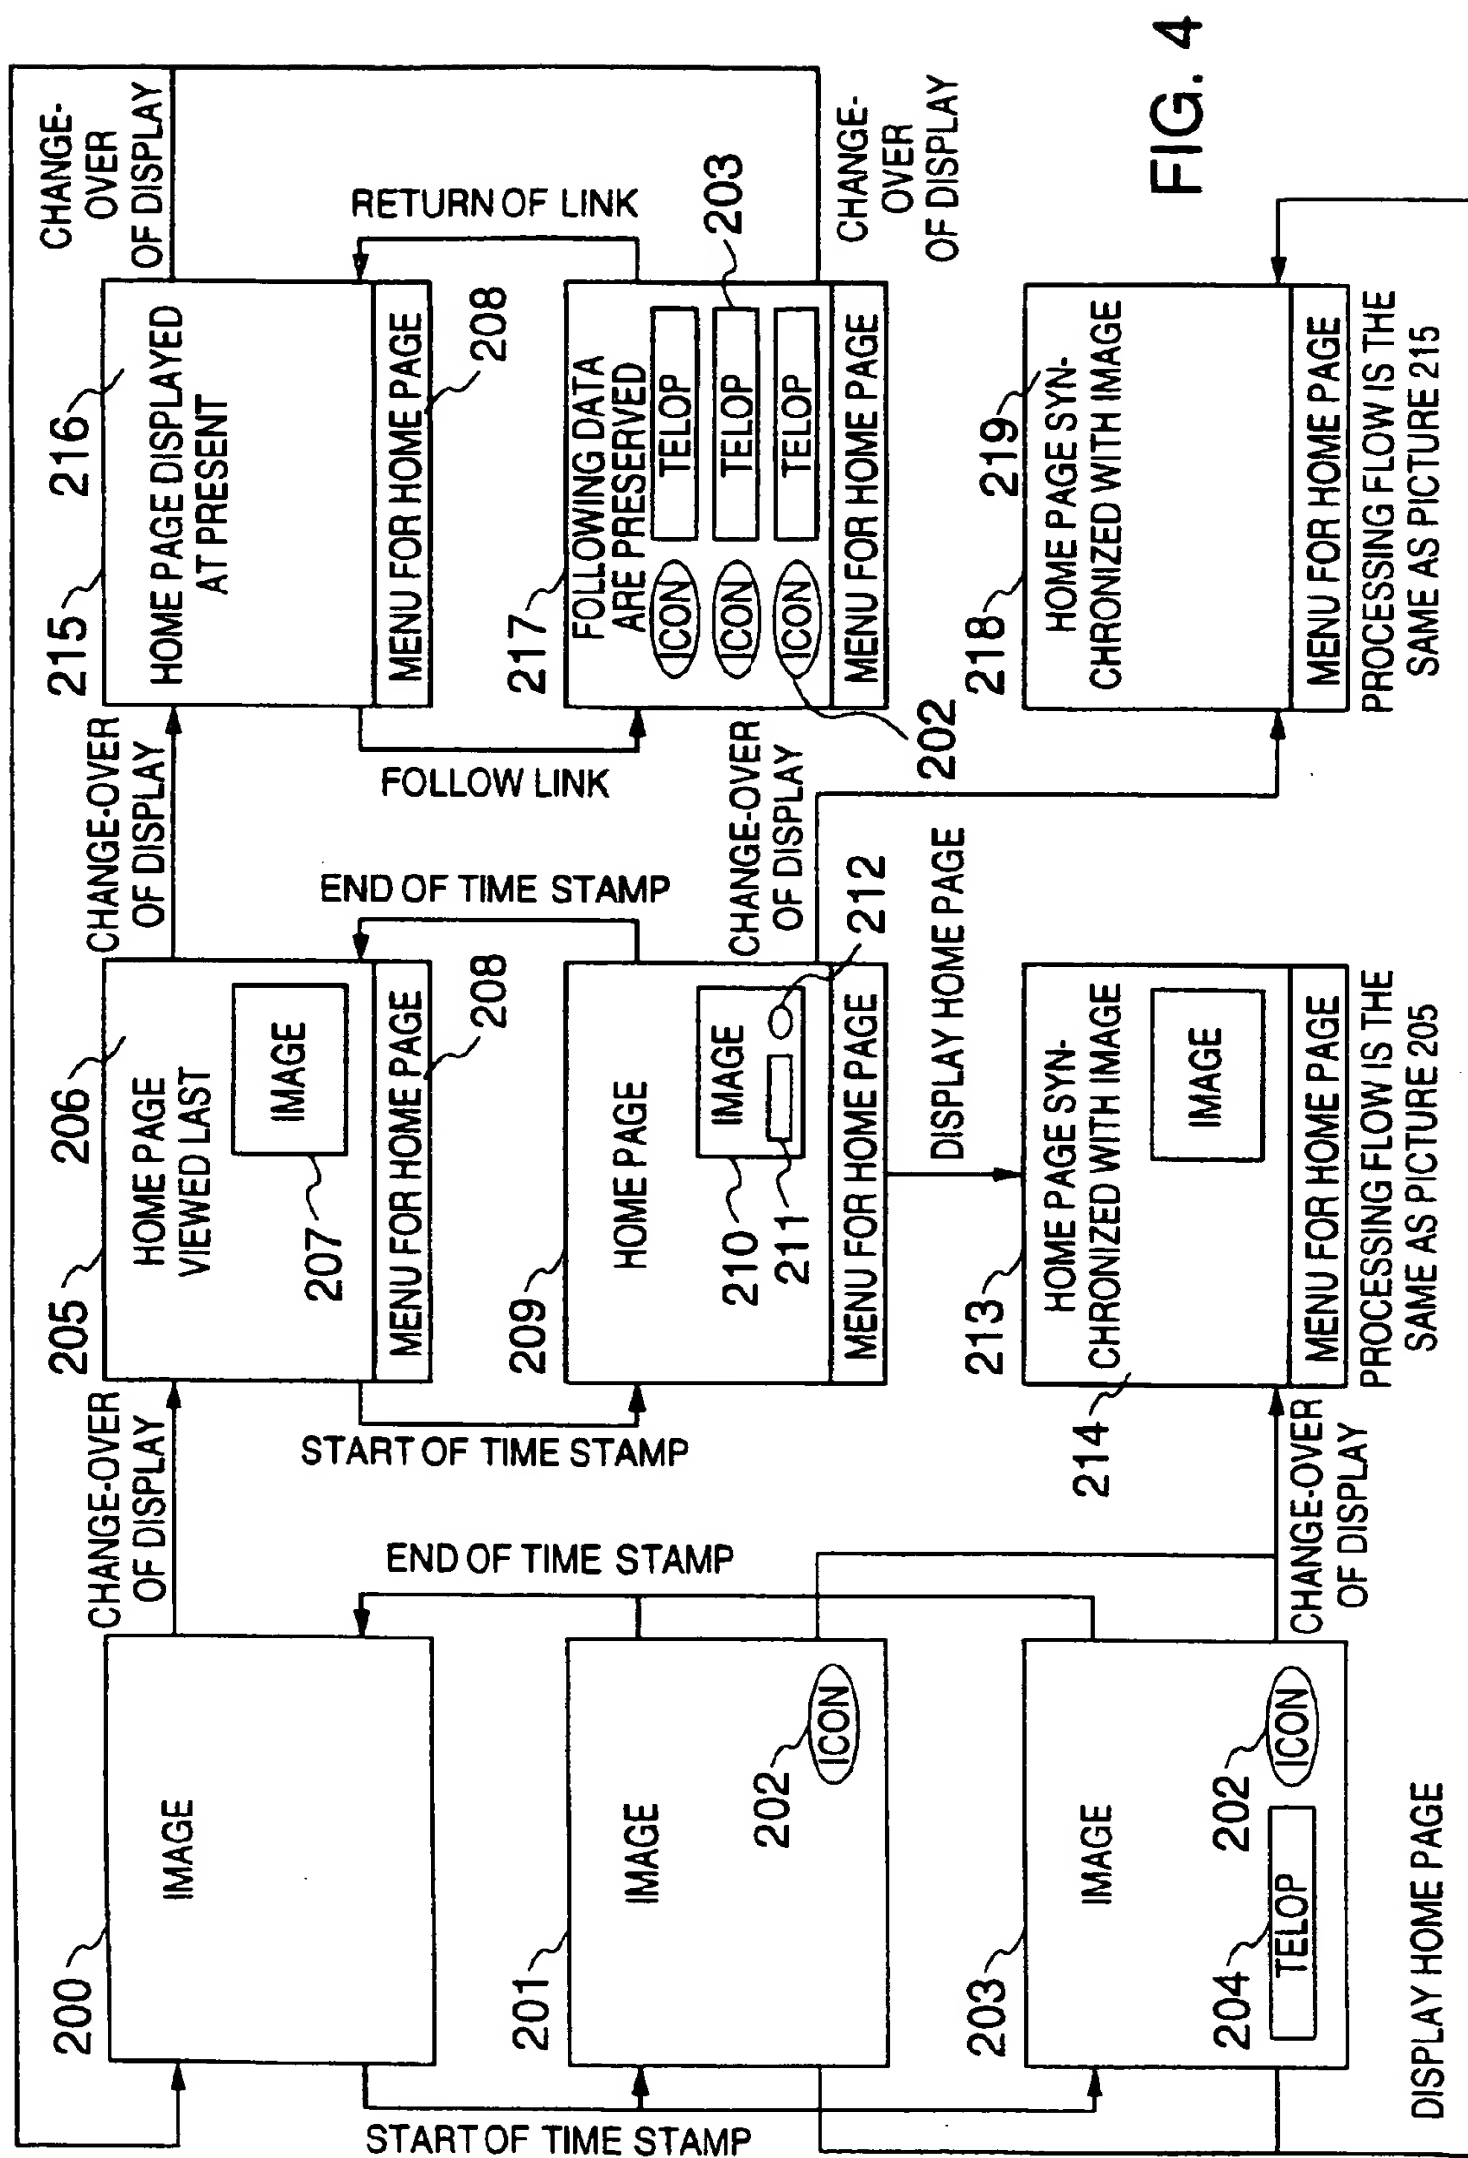 200
IMAGE
CHANGE-OVER
OF DISPLAY
205
206
HOME PAGE
VIEWED LAST
IMAGE
207
MENU FOR HOME PAGE
208
CHANGE-OVER
OF DISPLAY
215
216
HOME PAGE DISPLAYED
AT PRESENT
MENU FOR HOME PAGE
208
CHANGE-
OVER
OF DISPLAY
START OF TIME STAMP
END OF TIME STAMP
START OF TIME STAMP
END OF TIME STAMP
FOLLOW LINK
RETURN OF LINK
201
IMAGE
202
ICON
209
HOME PAGE
210
IMAGE
211
212
MENU FOR HOME PAGE
CHANGE-OVER
OF DISPLAY
217
FOLLOWING DATA
ARE PRESERVED
ICON
TELOP
ICON
TELOP
203
ICON
TELOP
MENU FOR HOME PAGE
202
CHANGE-
OVER
OF DISPLAY
DISPLAY HOME PAGE
203
IMAGE
204
TELOP
202
ICON
CHANGE-OVER
OF DISPLAY
213
HOME PAGE SYN-
CHRONIZED WITH IMAGE
214
IMAGE
MENU FOR HOME PAGE
PROCESSING FLOW IS THE
SAME AS PICTURE 205
218
219
HOME PAGE SYN-
CHRONIZED WITH IMAGE
MENU FOR HOME PAGE
PROCESSING FLOW IS THE
SAME AS PICTURE 215
DISPLAY HOME PAGE
FIG. 4